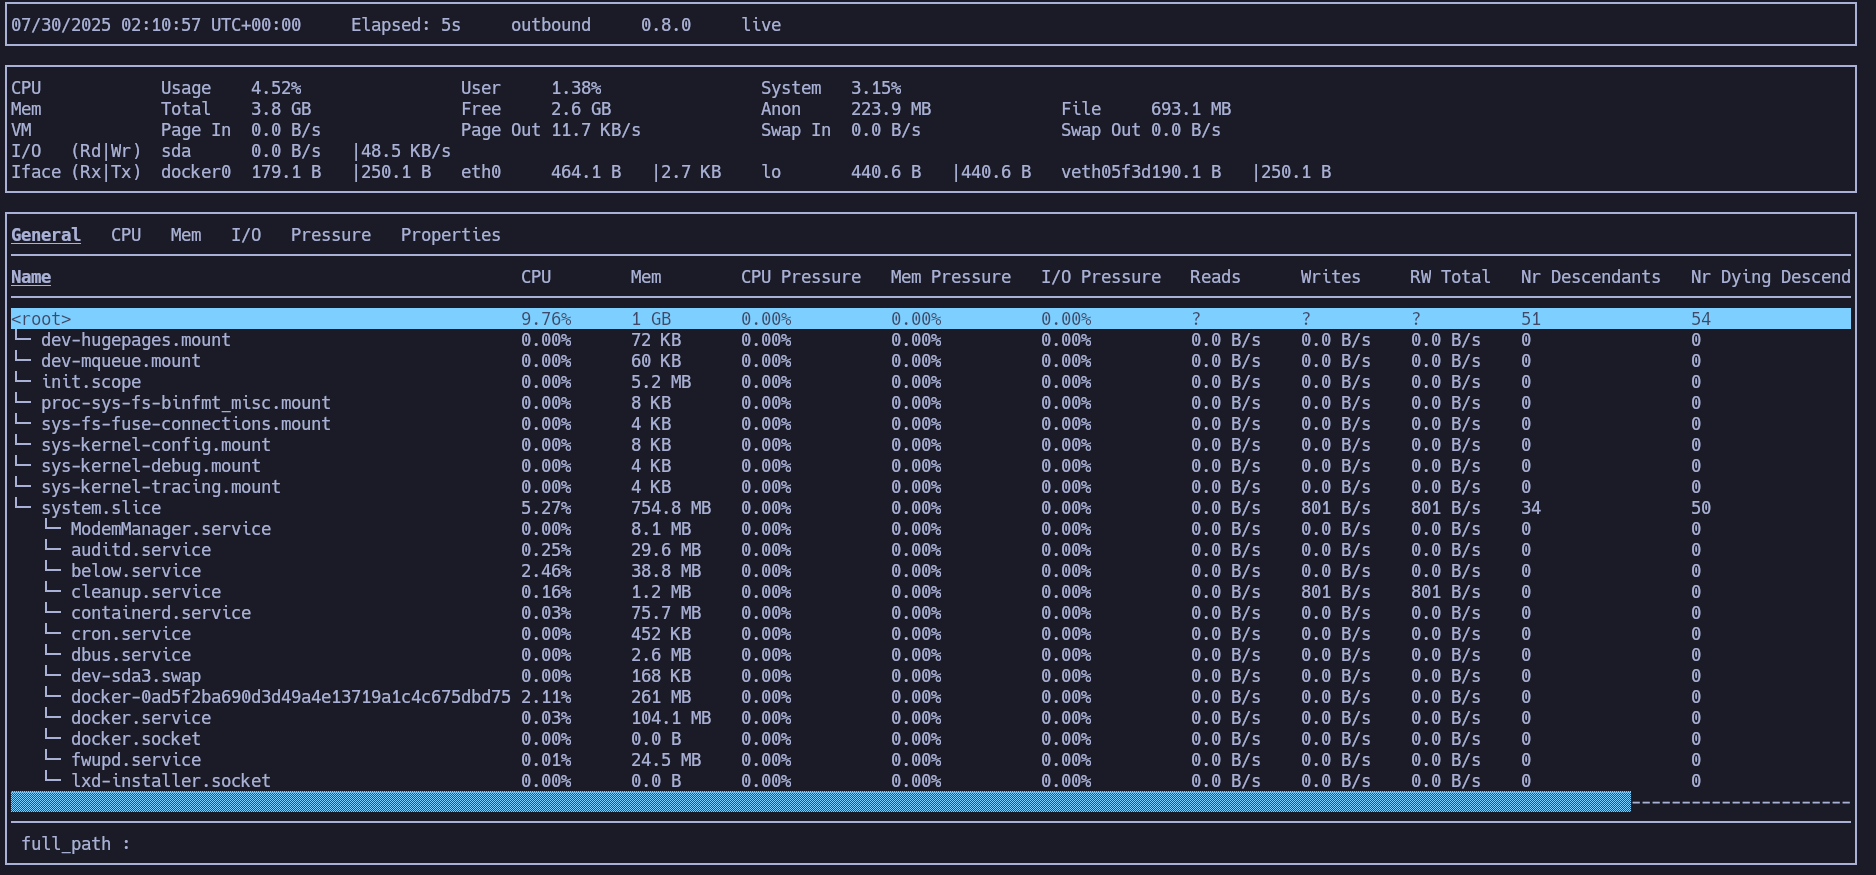 07/30/2025 02:10:57 UTC+00:00 Elapsed: 5s outbound 0.8.0 live
CPU Usage 4.52% User 1.38% System 3.15%
Mem Total 3.8 GB Free 2.6 GB Anon 223.9 MB File 693.1 MB
VM Page In 0.0 B/s Page Out 11.7 KB/s Swap In 0.0 B/s Swap Out 0.0 B/s
I/O (Rd|Wr) sda 0.0 B/s |48.5 KB/s
Iface (Rx|Tx) docker0 179.1 B |250.1 B eth0 464.1 B |2.7 KB lo 440.6 B |440.6 B veth05f3d190.1 B |250.1 B
General CPU Mem I/O Pressure Properties
Name CPU Mem CPU Pressure Mem Pressure I/O Pressure Reads Writes RW Total Nr Descendants Nr Dying Descend
<root> 9.76% 1 GB 0.00% 0.00% 0.00% ? ? ? 51 54
└─ dev-hugepages.mount 0.00% 72 KB 0.00% 0.00% 0.00% 0.0 B/s 0.0 B/s 0.0 B/s 0 0
└─ dev-mqueue.mount 0.00% 60 KB 0.00% 0.00% 0.00% 0.0 B/s 0.0 B/s 0.0 B/s 0 0
└─ init.scope 0.00% 5.2 MB 0.00% 0.00% 0.00% 0.0 B/s 0.0 B/s 0.0 B/s 0 0
└─ proc-sys-fs-binfmt_misc.mount 0.00% 8 KB 0.00% 0.00% 0.00% 0.0 B/s 0.0 B/s 0.0 B/s 0 0
└─ sys-fs-fuse-connections.mount 0.00% 4 KB 0.00% 0.00% 0.00% 0.0 B/s 0.0 B/s 0.0 B/s 0 0
└─ sys-kernel-config.mount 0.00% 8 KB 0.00% 0.00% 0.00% 0.0 B/s 0.0 B/s 0.0 B/s 0 0
└─ sys-kernel-debug.mount 0.00% 4 KB 0.00% 0.00% 0.00% 0.0 B/s 0.0 B/s 0.0 B/s 0 0
└─ sys-kernel-tracing.mount 0.00% 4 KB 0.00% 0.00% 0.00% 0.0 B/s 0.0 B/s 0.0 B/s 0 0
└─ system.slice 5.27% 754.8 MB 0.00% 0.00% 0.00% 0.0 B/s 801 B/s 801 B/s 34 50
└─ ModemManager.service 0.00% 8.1 MB 0.00% 0.00% 0.00% 0.0 B/s 0.0 B/s 0.0 B/s 0 0
└─ auditd.service 0.25% 29.6 MB 0.00% 0.00% 0.00% 0.0 B/s 0.0 B/s 0.0 B/s 0 0
└─ below.service 2.46% 38.8 MB 0.00% 0.00% 0.00% 0.0 B/s 0.0 B/s 0.0 B/s 0 0
└─ cleanup.service 0.16% 1.2 MB 0.00% 0.00% 0.00% 0.0 B/s 801 B/s 801 B/s 0 0
└─ containerd.service 0.03% 75.7 MB 0.00% 0.00% 0.00% 0.0 B/s 0.0 B/s 0.0 B/s 0 0
└─ cron.service 0.00% 452 KB 0.00% 0.00% 0.00% 0.0 B/s 0.0 B/s 0.0 B/s 0 0
└─ dbus.service 0.00% 2.6 MB 0.00% 0.00% 0.00% 0.0 B/s 0.0 B/s 0.0 B/s 0 0
└─ dev-sda3.swap 0.00% 168 KB 0.00% 0.00% 0.00% 0.0 B/s 0.0 B/s 0.0 B/s 0 0
└─ docker-0ad5f2ba690d3d49a4e13719a1c4c675dbd75 2.11% 261 MB 0.00% 0.00% 0.00% 0.0 B/s 0.0 B/s 0.0 B/s 0 0
└─ docker.service 0.03% 104.1 MB 0.00% 0.00% 0.00% 0.0 B/s 0.0 B/s 0.0 B/s 0 0
└─ docker.socket 0.00% 0.0 B 0.00% 0.00% 0.00% 0.0 B/s 0.0 B/s 0.0 B/s 0 0
└─ fwupd.service 0.01% 24.5 MB 0.00% 0.00% 0.00% 0.0 B/s 0.0 B/s 0.0 B/s 0 0
└─ lxd-installer.socket 0.00% 0.0 B 0.00% 0.00% 0.00% 0.0 B/s 0.0 B/s 0.0 B/s 0 0
full_path :